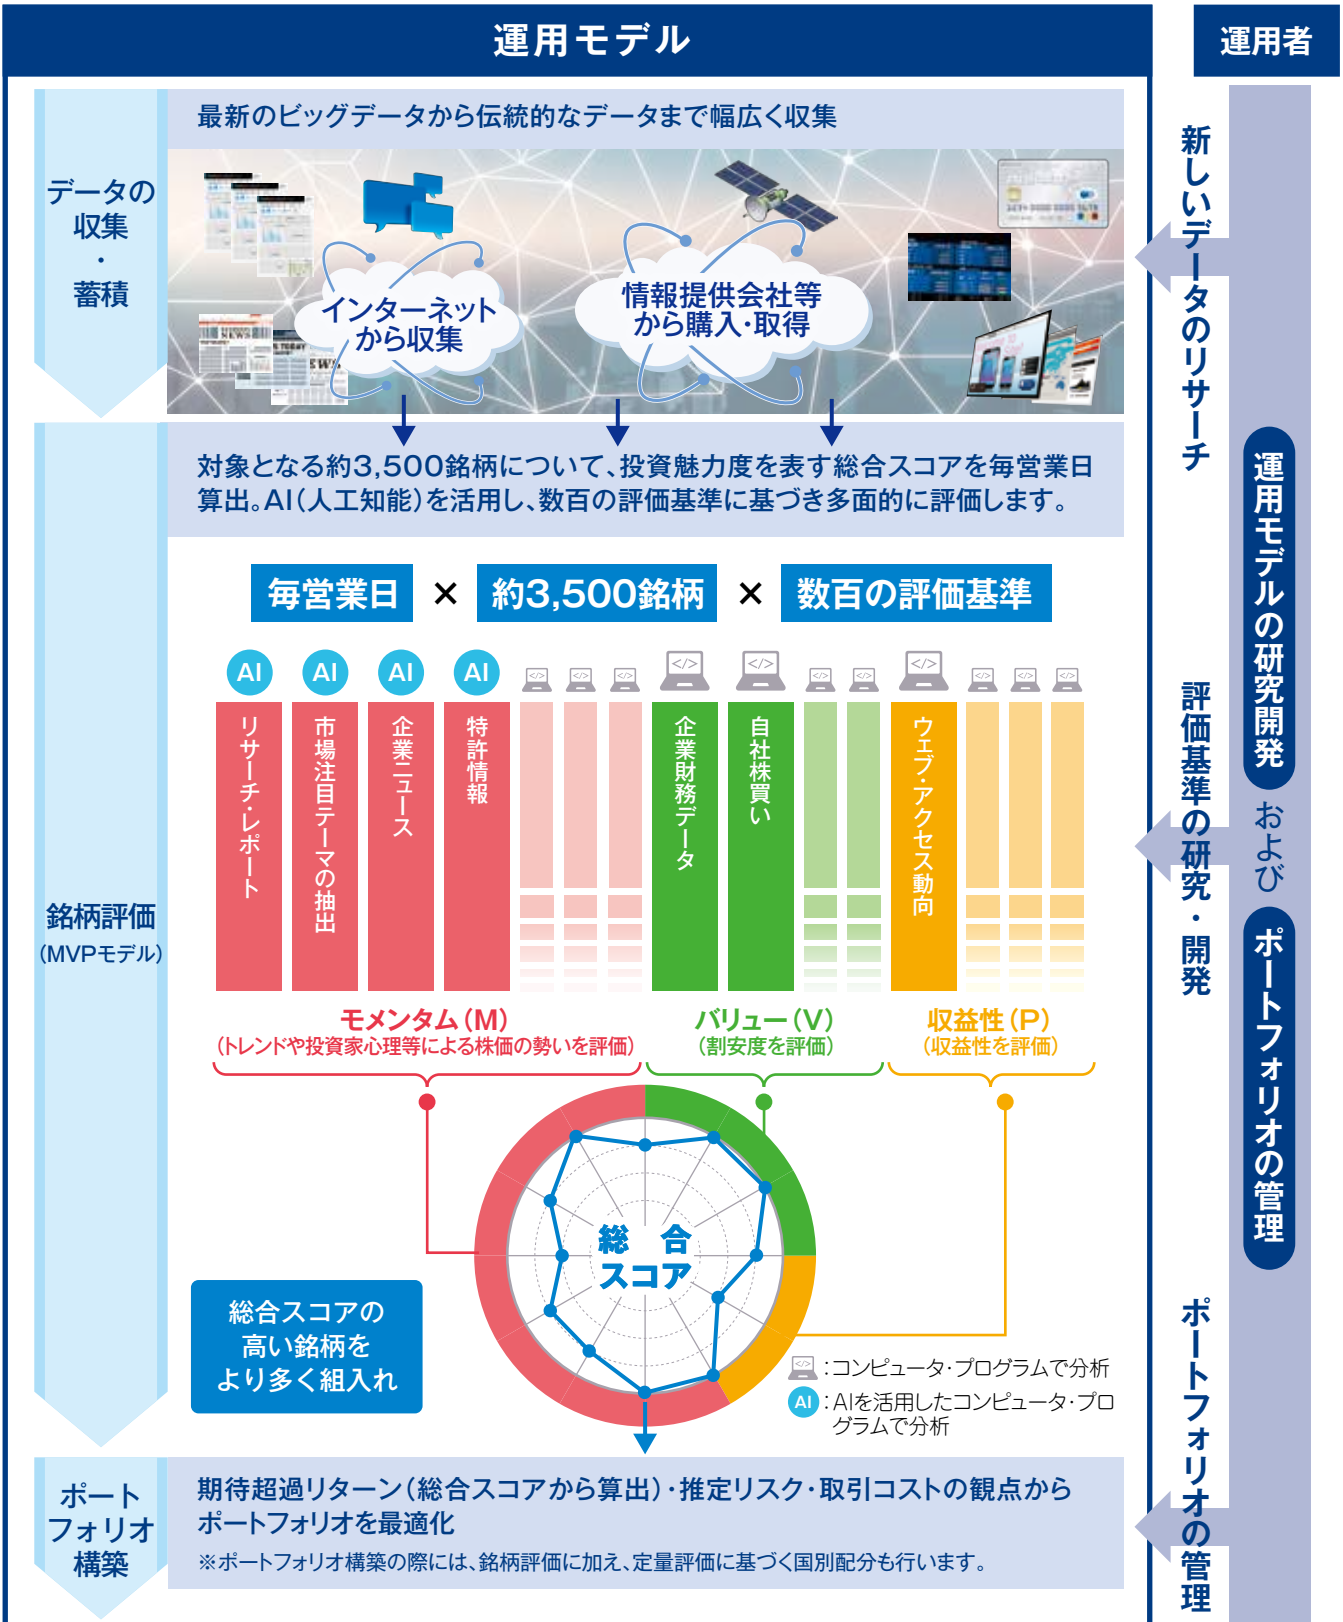 運用モデル
運用者
データの
収集
・
蓄積
最新のビッグデータから伝統的なデータまで幅広く収集
インターネット
から収集
情報提供会社等
から購入・取得
NEWS
対象となる約3,500銘柄について、投資魅力度を表す総合スコアを毎営業日
算出。AI（人工知能）を活用し、数百の評価基準に基づき多面的に評価します。
銘柄評価
（MVPモデル）
毎営業日 × 約3,500銘柄 × 数百の評価基準
AI
AI
AI
AI
リサーチ・レポート
市場注目テーマの抽出
企業ニュース
特許情報
企業財務データ
自社株買い
ウェブ・アクセス動向
モメンタム（M）
（トレンドや投資家心理等による株価の勢いを評価）
バリュー（V）
（割安度を評価）
収益性（P）
（収益性を評価）
総 合
スコア
総合スコアの
高い銘柄を
より多く組入れ
</>：コンピュータ・プログラムで分析
AI：AIを活用したコンピュータ・プロ
グラムで分析
ポート
フォリオ
構築
期待超過リターン（総合スコアから算出）・推定リスク・取引コストの観点から
ポートフォリオを最適化
※ポートフォリオ構築の際には、銘柄評価に加え、定量評価に基づく国別配分も行います。
新しいデータのリサーチ
評価基準の研究・開発
ポートフォリオの管理
運用モデルの研究開発
および
ポートフォリオの管理